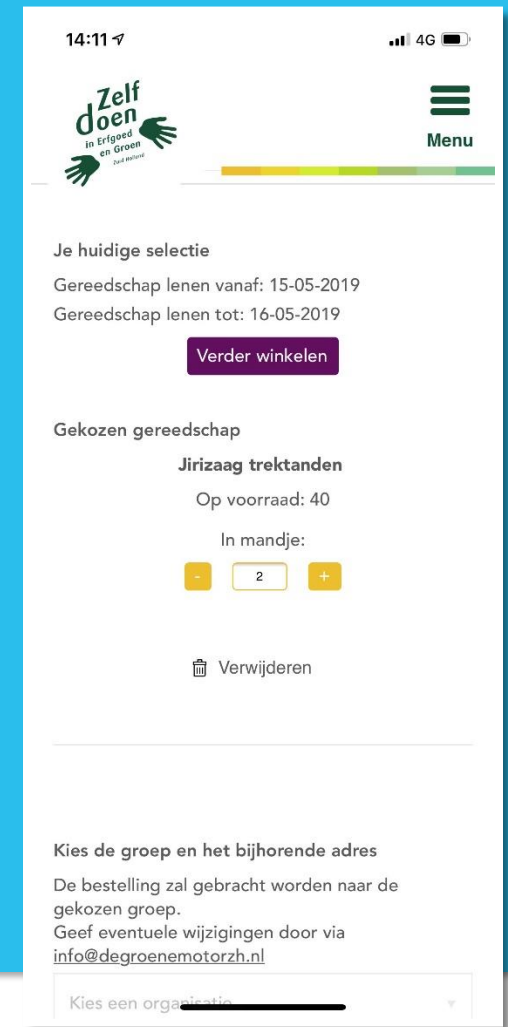 14:11
4G
Zelf
doen
in Erfgoed
en Groen
Zuid Holland
Menu
Je huidige selectie
Gereedschap lenen vanaf: 15-05-2019
Gereedschap lenen tot: 16-05-2019
Verder winkelen
Gekozen gereedschap
Jirizaag trektanden
Op voorraad: 40
In mandje:
- 2 +
Verwijderen
Kies de groep en het bijhorende adres
De bestelling zal gebracht worden naar de
gekozen groep.
Geef eventuele wijzigingen door via
info@degroenemotorzh.nl
Kies een organisatie